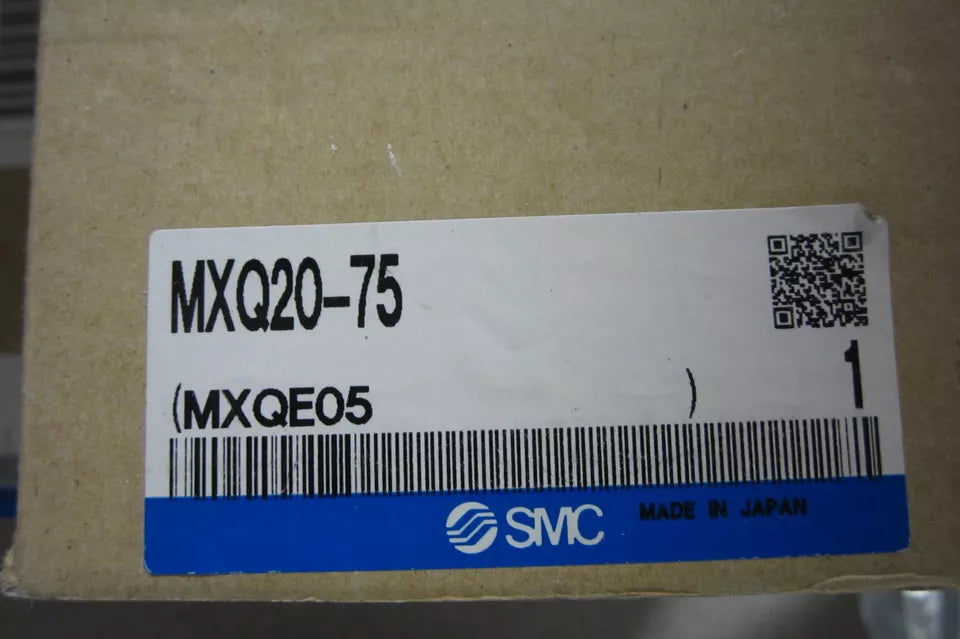 MXQ20-75
1
(MXQE05 )
SMC MADE IN JAPAN